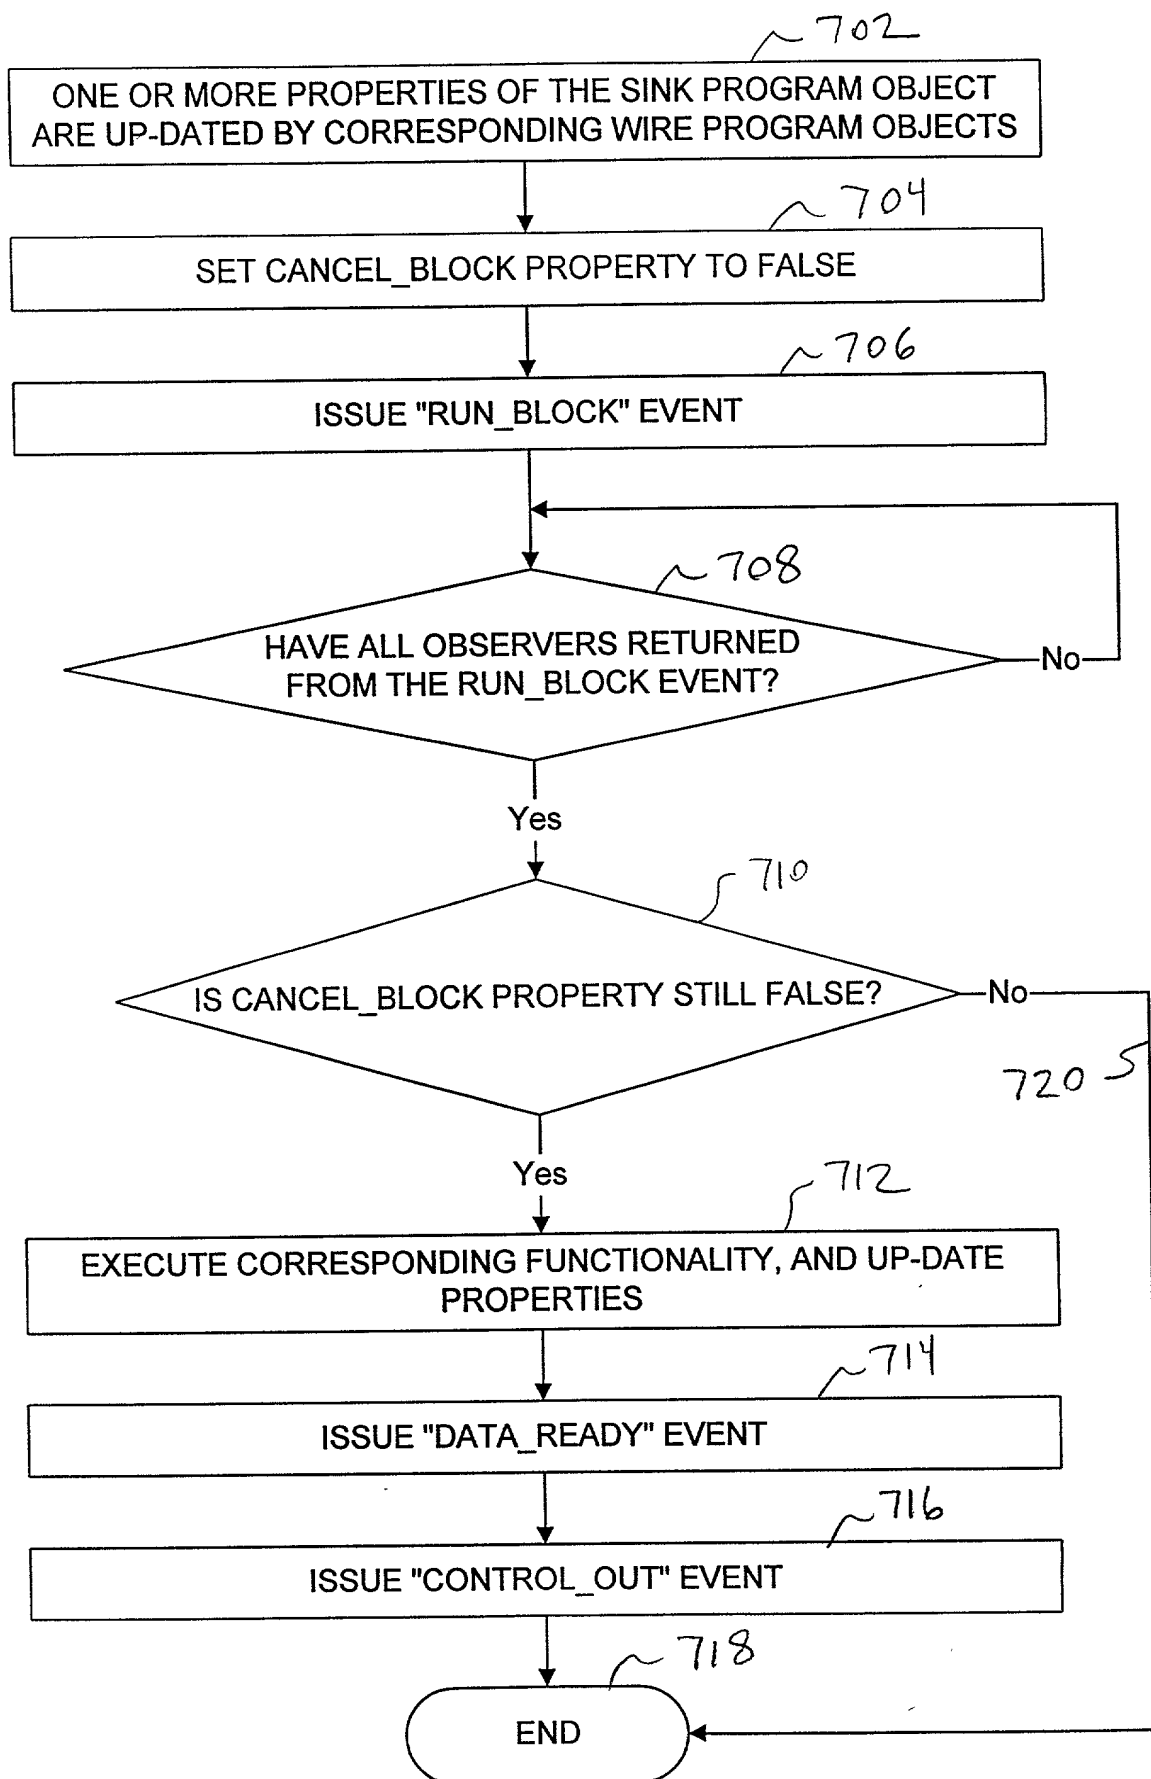 702
ONE OR MORE PROPERTIES OF THE SINK PROGRAM OBJECT
ARE UP-DATED BY CORRESPONDING WIRE PROGRAM OBJECTS
704
SET CANCEL_BLOCK PROPERTY TO FALSE
706
ISSUE "RUN_BLOCK" EVENT
708
HAVE ALL OBSERVERS RETURNED
FROM THE RUN_BLOCK EVENT?
No
Yes
710
IS CANCEL_BLOCK PROPERTY STILL FALSE?
No
720
Yes
712
EXECUTE CORRESPONDING FUNCTIONALITY, AND UP-DATE
PROPERTIES
714
ISSUE "DATA_READY" EVENT
716
ISSUE "CONTROL_OUT" EVENT
718
END